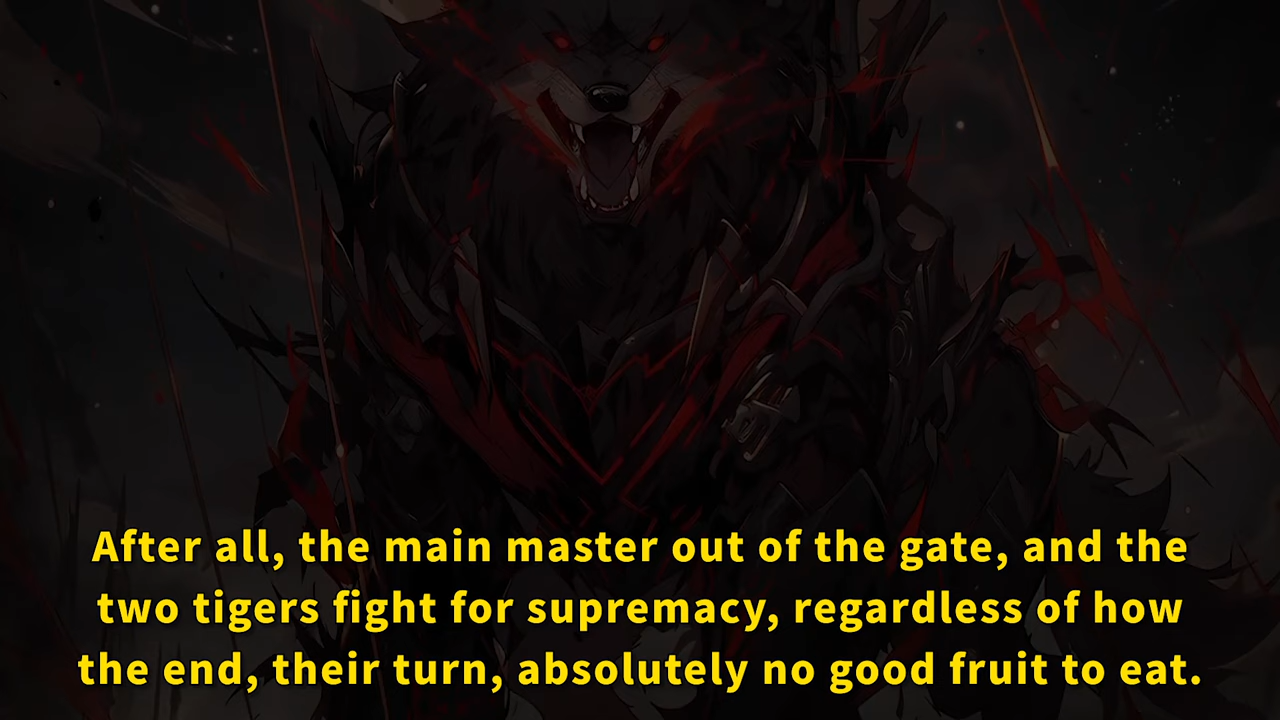 After all, the main master out of the gate, and the
two tigers fight for supremacy, regardless of how
the end, their turn, absolutely no good fruit to eat.